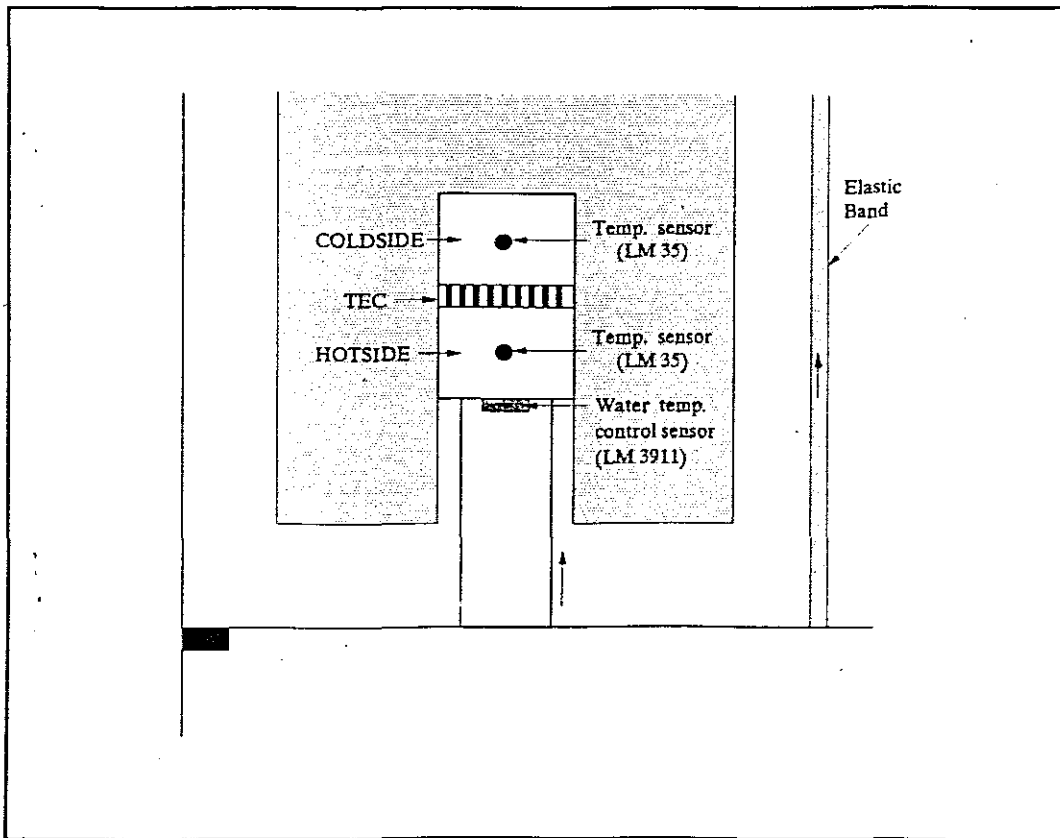 Elastic
Band
COLDSIDE
Temp. sensor
(LM 35)
TEC
HOTSIDE
Temp. sensor
(LM 35)
Water temp.
control sensor
(LM 3911)